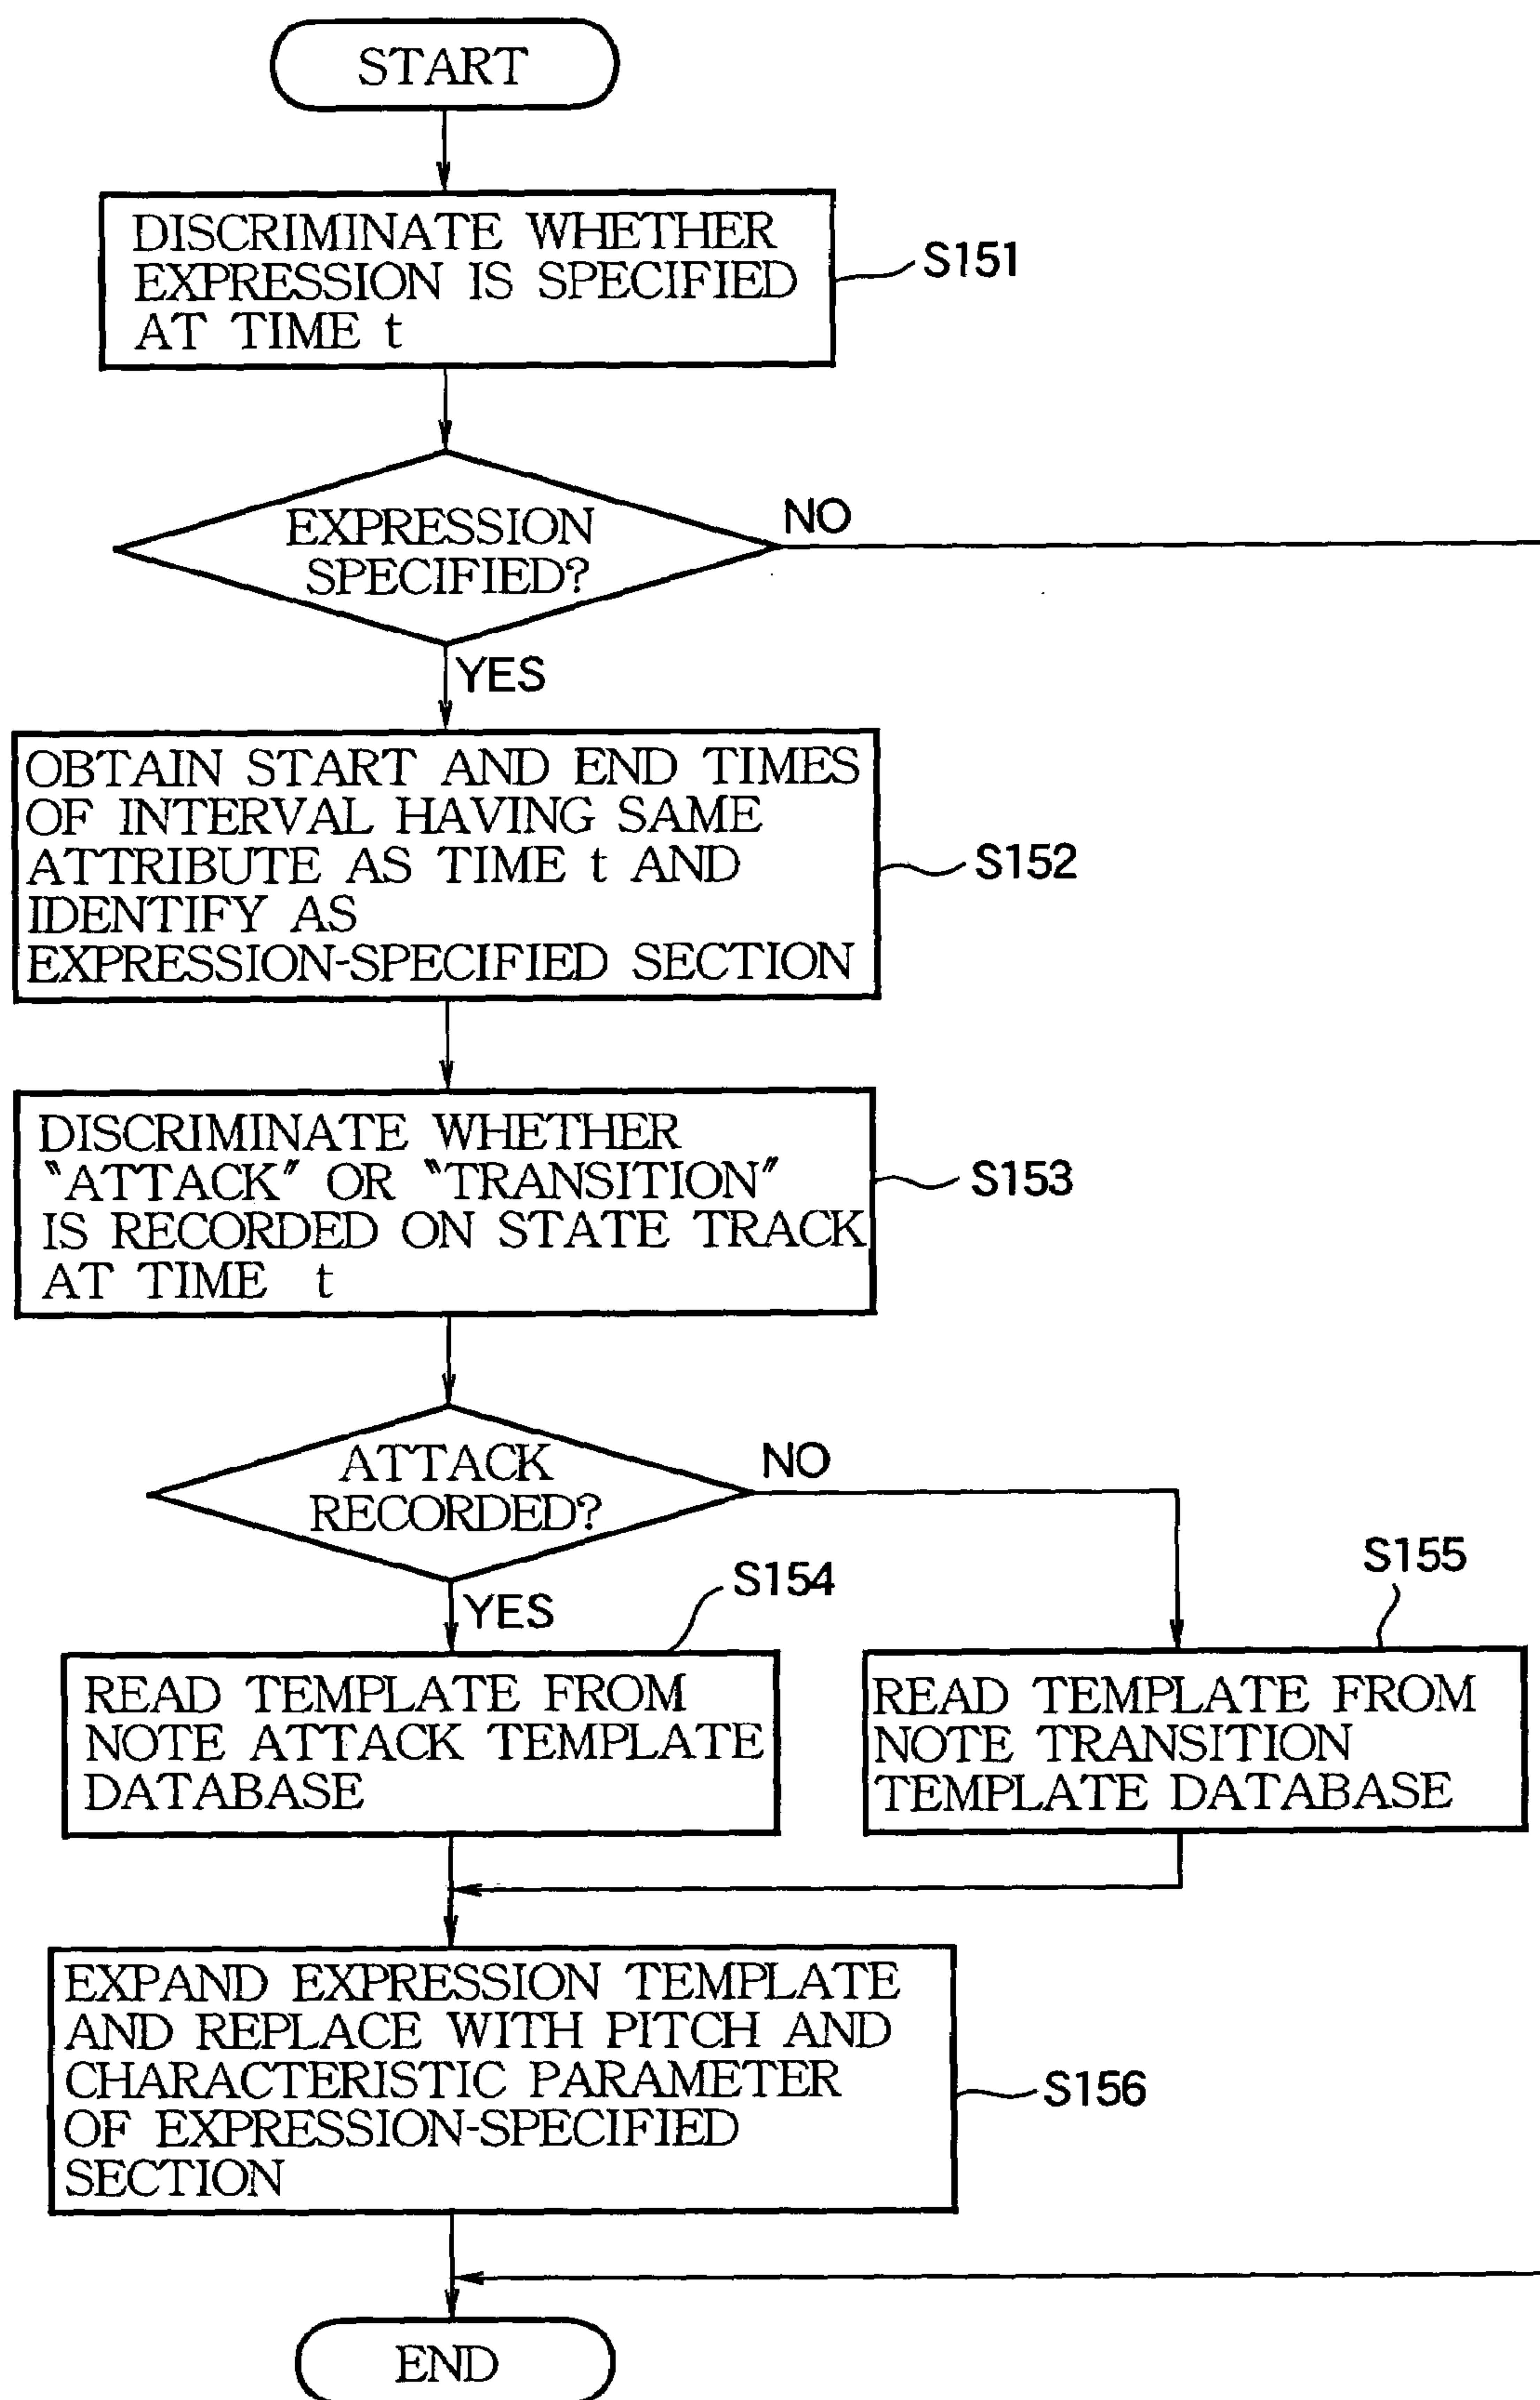 START
DISCRIMINATE WHETHER
EXPRESSION IS SPECIFIED
AT TIME t
S151
EXPRESSION
SPECIFIED?
NO
YES
OBTAIN START AND END TIMES
OF INTERVAL HAVING SAME
ATTRIBUTE AS TIME t AND
IDENTIFY AS
EXPRESSION-SPECIFIED SECTION
S152
DISCRIMINATE WHETHER
"ATTACK" OR "TRANSITION"
IS RECORDED ON STATE TRACK
AT TIME t
S153
ATTACK
RECORDED?
NO
YES
S154
READ TEMPLATE FROM
NOTE ATTACK TEMPLATE
DATABASE
S155
READ TEMPLATE FROM
NOTE TRANSITION
TEMPLATE DATABASE
EXPAND EXPRESSION TEMPLATE
AND REPLACE WITH PITCH AND
CHARACTERISTIC PARAMETER
OF EXPRESSION-SPECIFIED
SECTION
S156
END